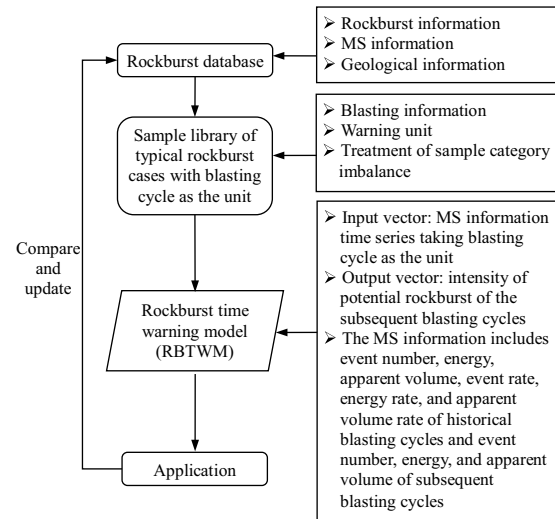 Rockburst database
➢ Rockburst information
➢ MS information
➢ Geological information
Sample library of
typical rockburst
cases with blasting
cycle as the unit
➢ Blasting information
➢ Warning unit
➢ Treatment of sample category
imbalance
Compare
and
update
Rockburst time
warning model
(RBTWM)
➢ Input vector: MS information
time series taking blasting
cycle as the unit
➢ Output vector: intensity of
potential rockburst of the
subsequent blasting cycles
➢ The MS information includes
event number, energy,
apparent volume, event rate,
energy rate, and apparent
volume rate of historical
blasting cycles and event
number, energy, and apparent
volume of subsequent
blasting cycles
Application